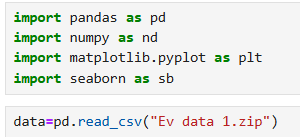 import pandas as pd
import numpy as nd
import matplotlib.pyplot as plt
import seaborn as sb
data=pd.read_csv("Ev data 1.zip")